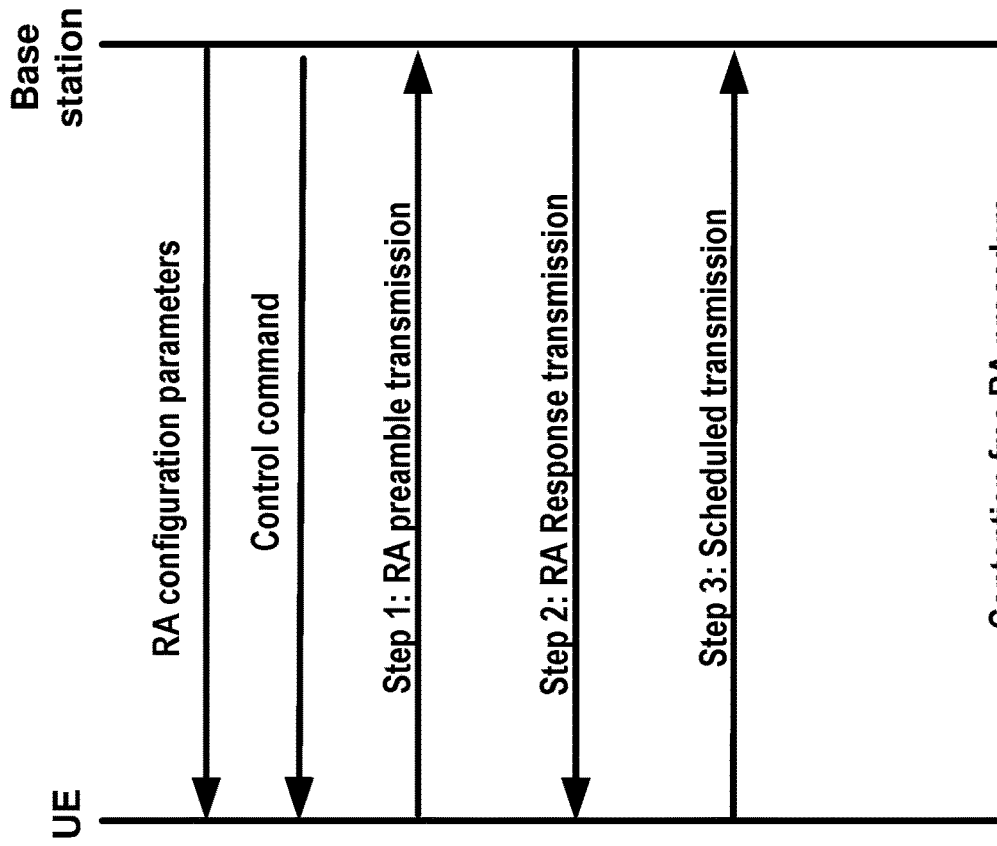 UE
Base
station
RA configuration parameters
Control command
Step 1: RA preamble transmission
Step 2: RA Response transmission
Step 3: Scheduled transmission